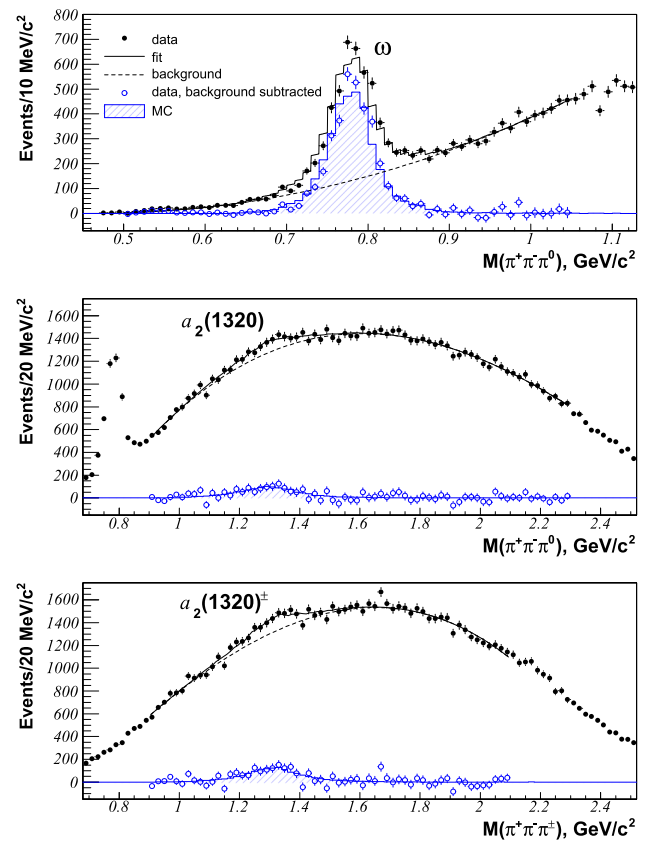 Events/10 MeV/c²
800
700
600
500
400
300
200
100
0
data
fit
background
data, background subtracted
MC
ω
0.5 0.6 0.7 0.8 0.9 1 1.1
M(π⁺π⁻π⁰), GeV/c²
Events/20 MeV/c²
1600
1400
1200
1000
800
600
400
200
0
a₂(1320)
0.8 1 1.2 1.4 1.6 1.8 2 2.2 2.4
M(π⁺π⁻π⁰), GeV/c²
Events/20 MeV/c²
1600
1400
1200
1000
800
600
400
200
0
a₂(1320)±
0.8 1 1.2 1.4 1.6 1.8 2 2.2 2.4
M(π⁺π⁻π±), GeV/c²